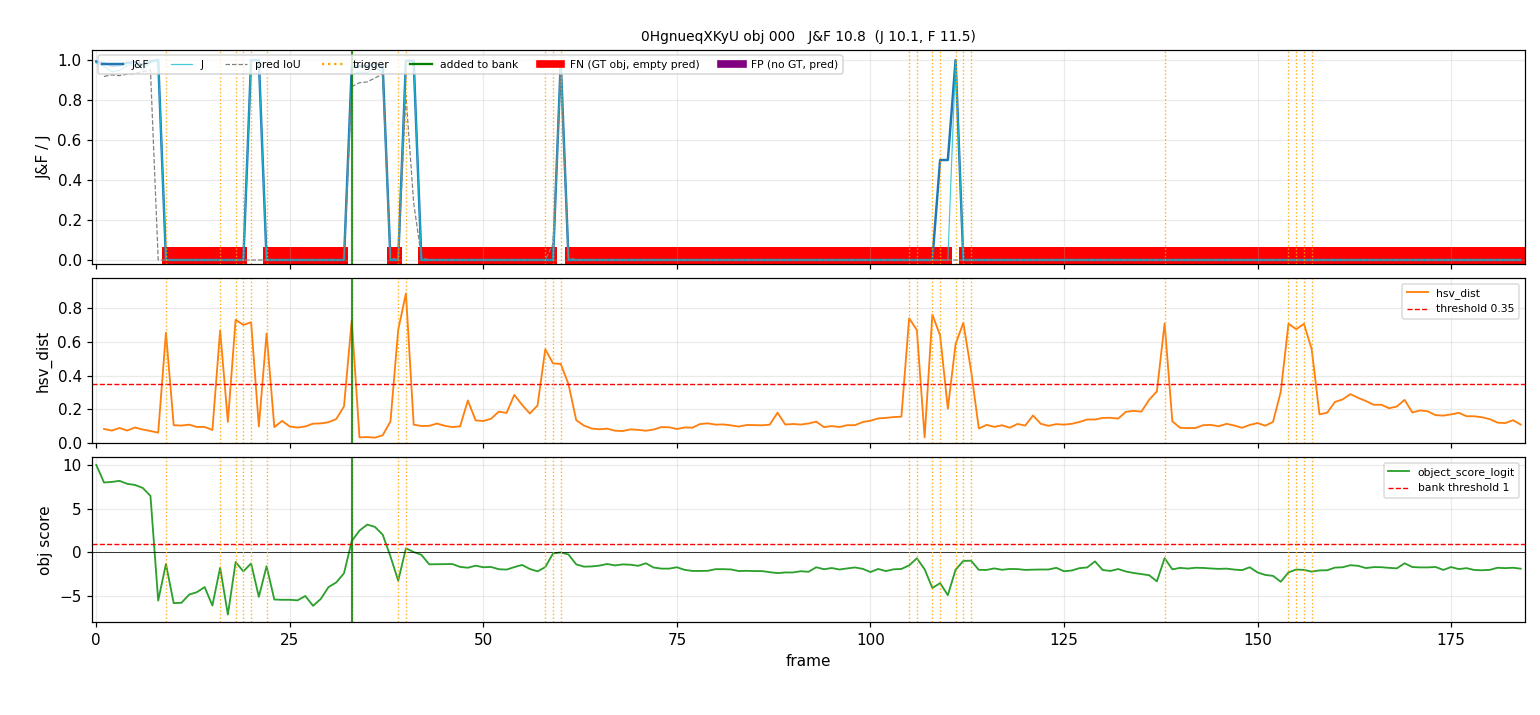 0HgnueqXKyU obj 000   J&F 10.8  (J 10.1, F 11.5)
J&F J pred IoU trigger added to bank FN (GT obj, empty pred) FP (no GT, pred)
J&F / J
1.0
0.8
0.6
0.4
0.2
0.0
hsv_dist
threshold 0.35
hsv_dist
0.8
0.6
0.4
0.2
0.0
object_score_logit
bank threshold 1
obj score
10
5
0
−5
0 25 50 75 100 125 150 175
frame